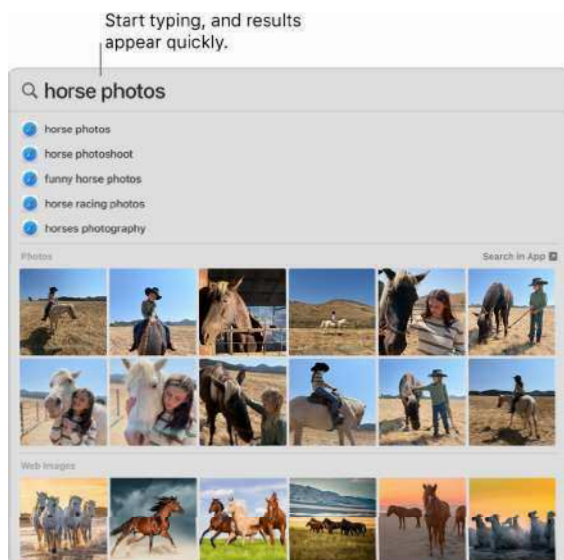 Start typing, and results
appear quickly.
horse photos
horse photos
horse photoshoot
funny horse photos
horse racing photos
horses photography
Photos
Search in App
Web Images